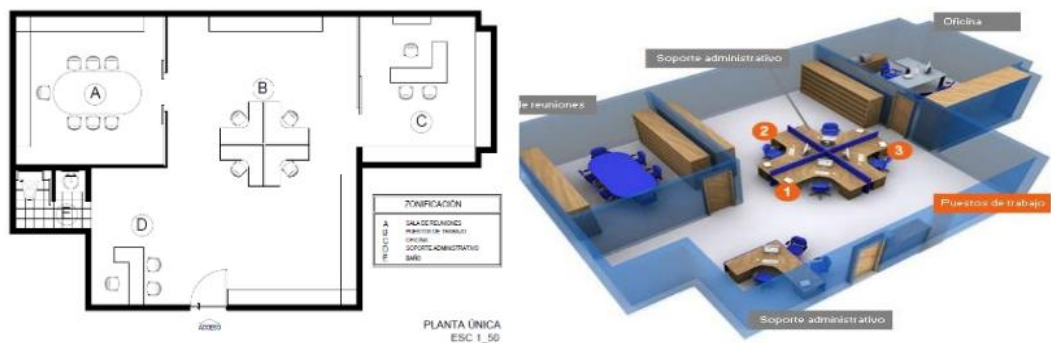 A
B
C
D
E
ZONIFICACIÓN
A SALA DE REUNIONES
B PUESTOS DE TRABAJO
C OFICINA
D SOPORTE ADMINISTRATIVO
E BAÑO
ACCESO
PLANTA ÚNICA
ESC 1_50
Oficina
Soporte administrativo
de reuniones
2
3
1
Puestos de trabajo
Soporte administrativo